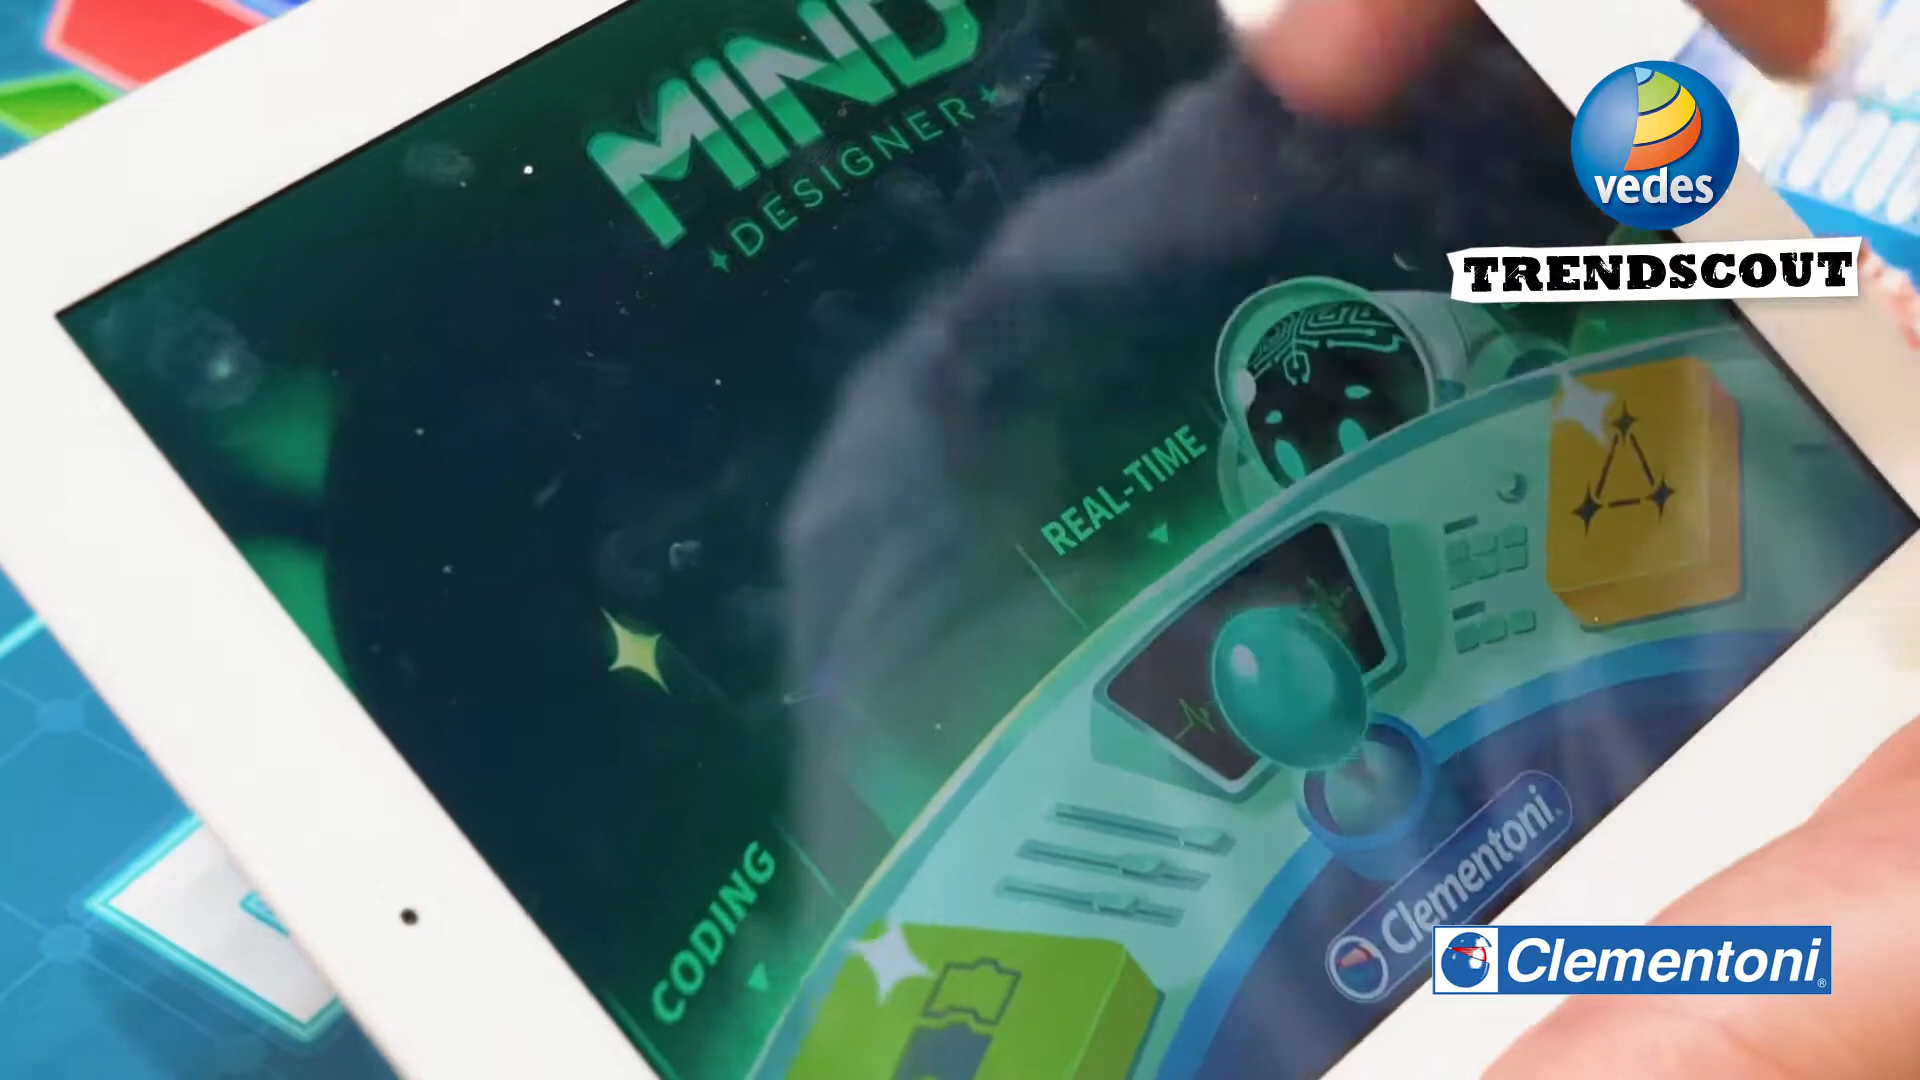 MIND
DESIGNER
vedes
TRENDSCOUT
REAL-TIME
CODING
Clementoni
Clementoni®